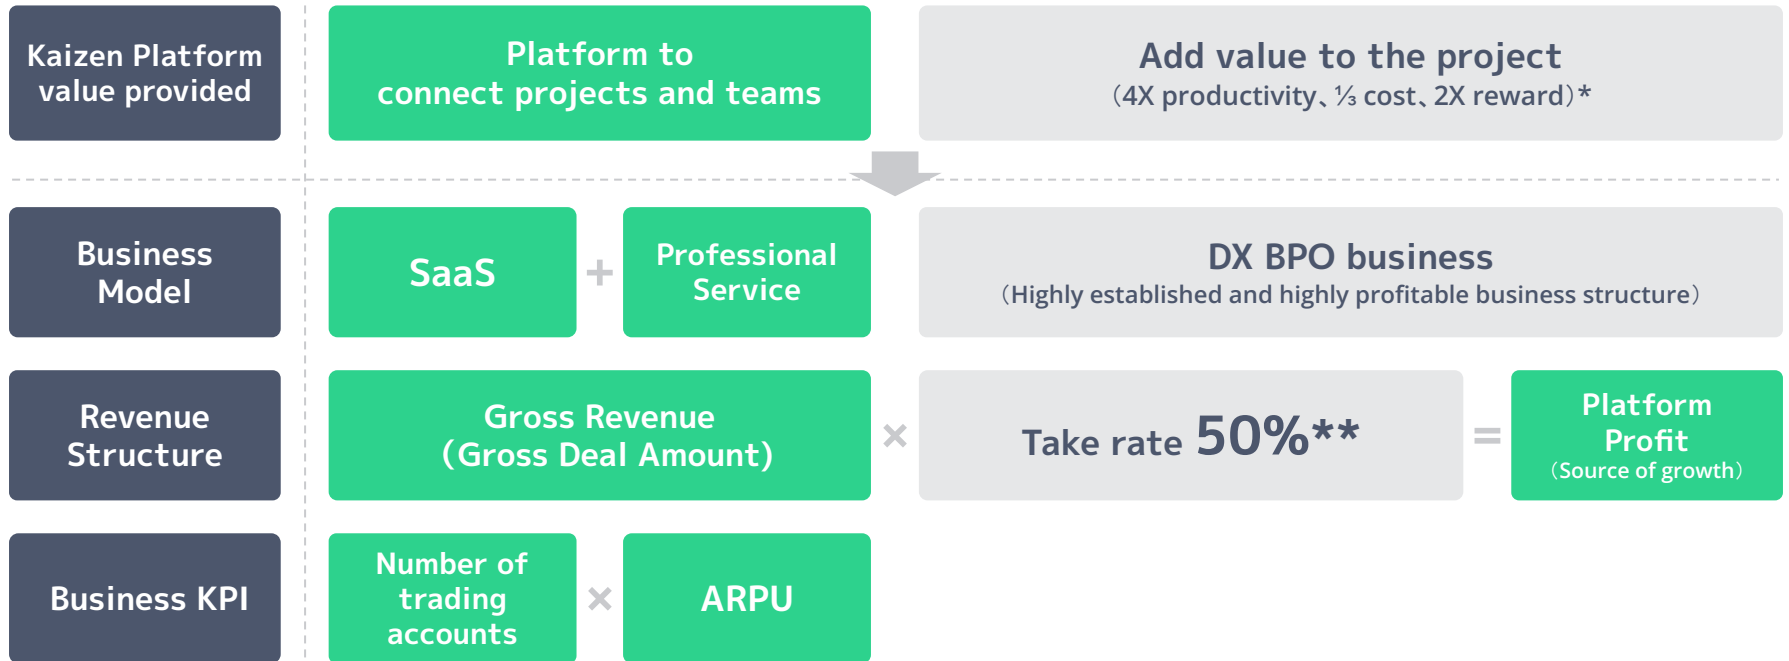 Kaizen Platform
value provided
Platform to
connect projects and teams
Add value to the project
（4X productivity、⅓ cost、2X reward）*
Business
Model
SaaS
+
Professional
Service
DX BPO business
（Highly established and highly profitable business structure）
Revenue
Structure
Gross Revenue
(Gross Deal Amount)
×
Take rate 50%**
=
Platform
Profit
（Source of growth）
Business KPI
Number of
trading
accounts
×
ARPU